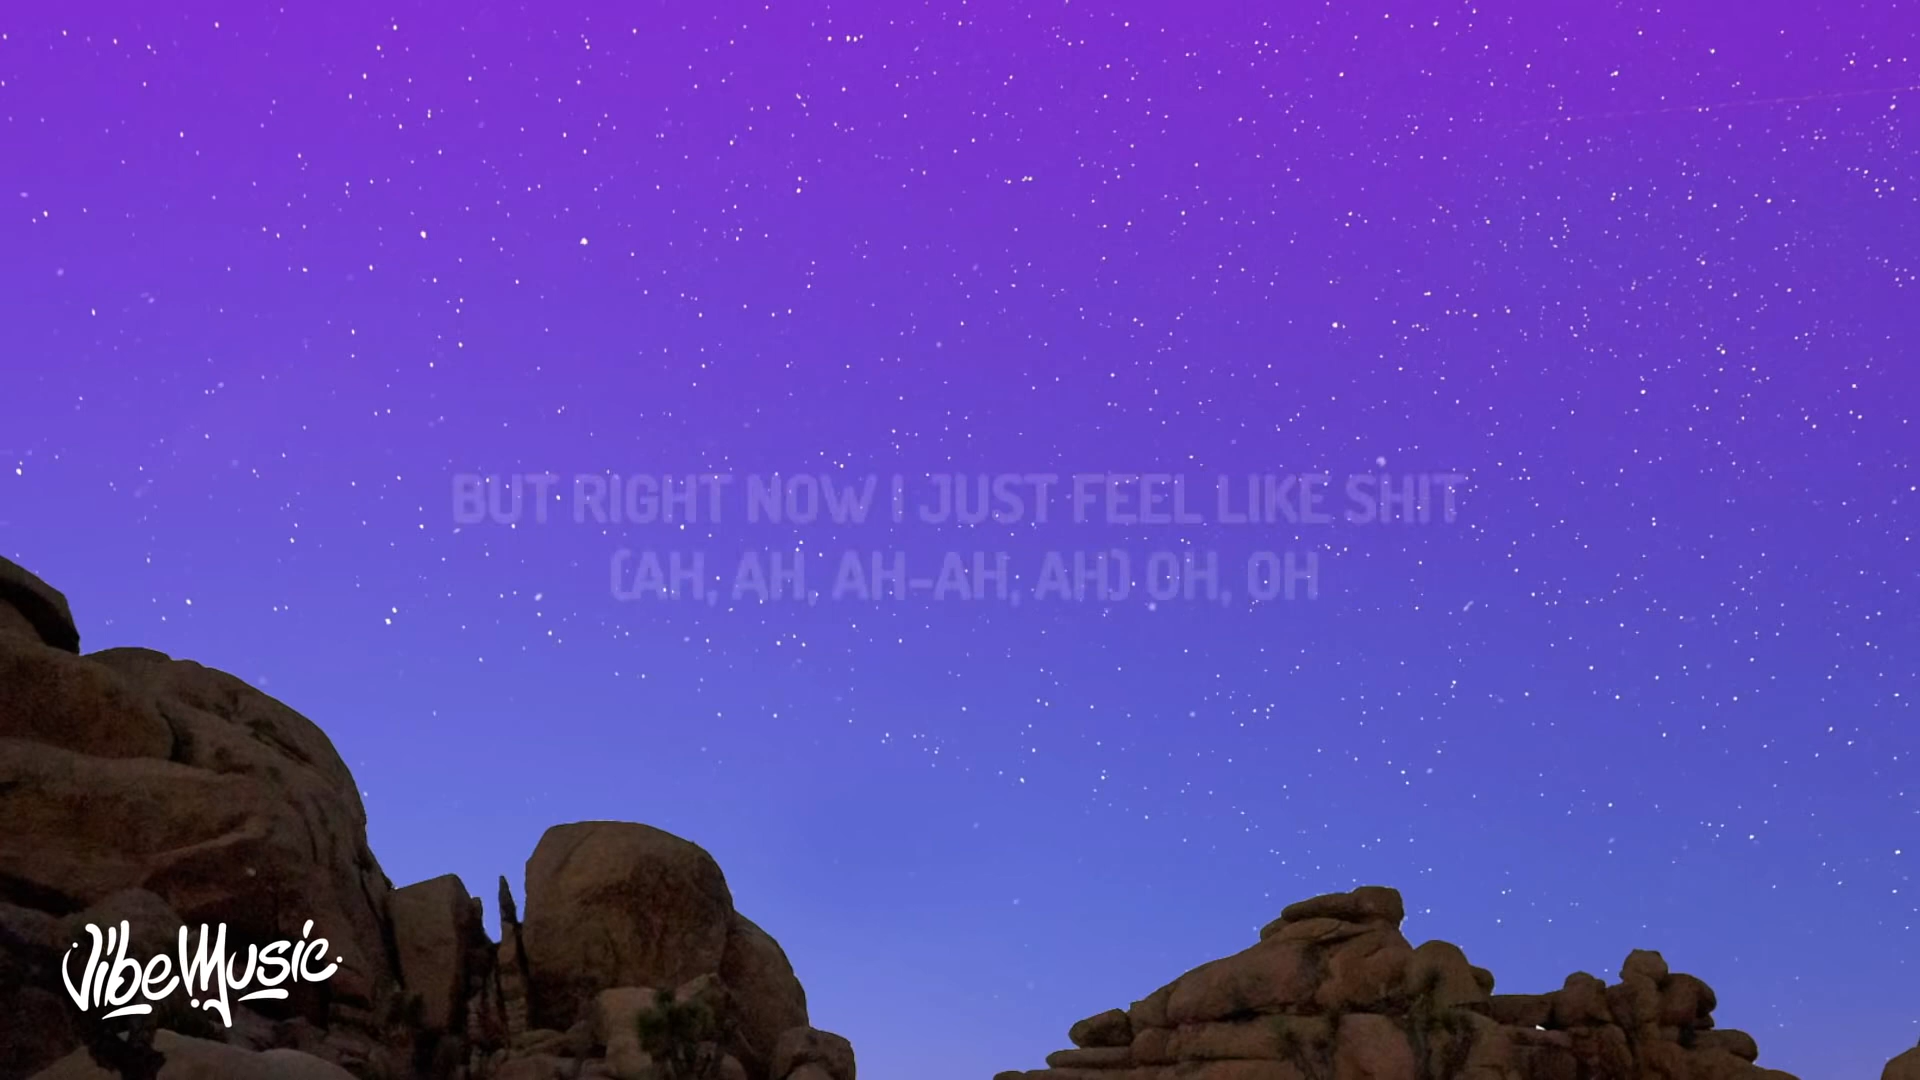 BUT RIGHT NOW I JUST FEEL LIKE SHIT
(AH, AH, AH-AH, AH) OH, OH
VibeMusic